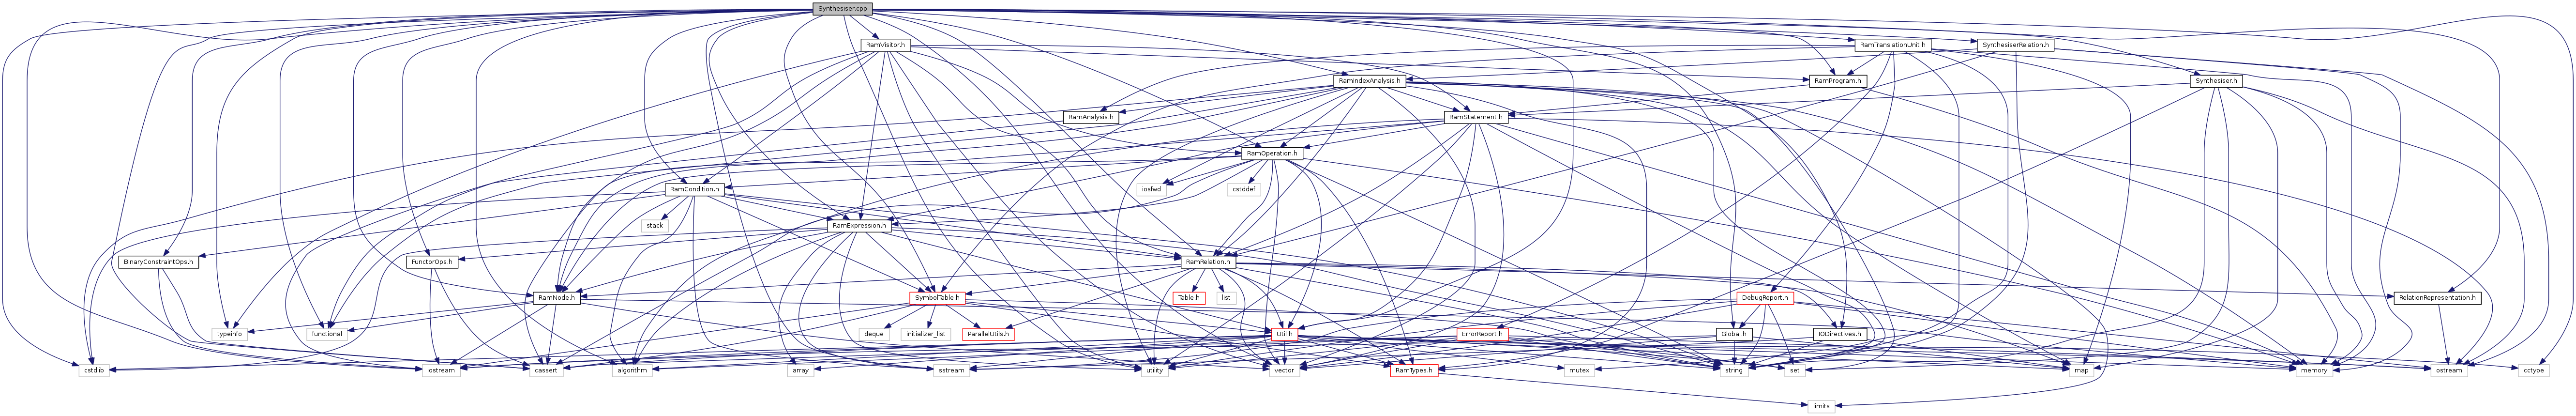 Synthesiser.cpp
RamVisitor.h
RamTranslationUnit.h
SynthesiserRelation.h
RamIndexAnalysis.h
RamProgram.h
Synthesiser.h
RamAnalysis.h
RamStatement.h
RamOperation.h
RamCondition.h
iosfwd
cstddef
stack
RamExpression.h
BinaryConstraintOps.h
FunctorOps.h
RamRelation.h
RamNode.h
SymbolTable.h
Table.h
list
DebugReport.h
RelationRepresentation.h
typeinfo
functional
deque
initializer_list
ParallelUtils.h
Util.h
ErrorReport.h
Global.h
IODirectives.h
cstdlib
iostream
cassert
algorithm
array
sstream
utility
vector
RamTypes.h
mutex
string
set
map
memory
ostream
cctype
limits